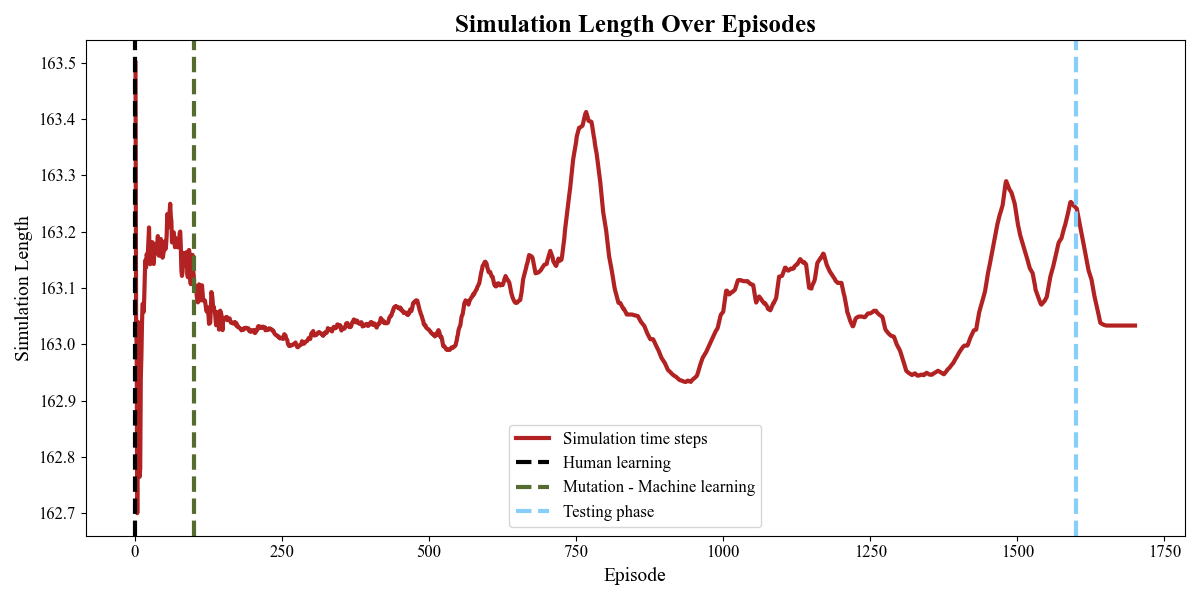 Simulation Length Over Episodes
Simulation Length
163.5
163.4
163.3
163.2
163.1
163.0
162.9
162.8
162.7
Simulation time steps
Human learning
Mutation - Machine learning
Testing phase
0 250 500 750 1000 1250 1500 1750
Episode